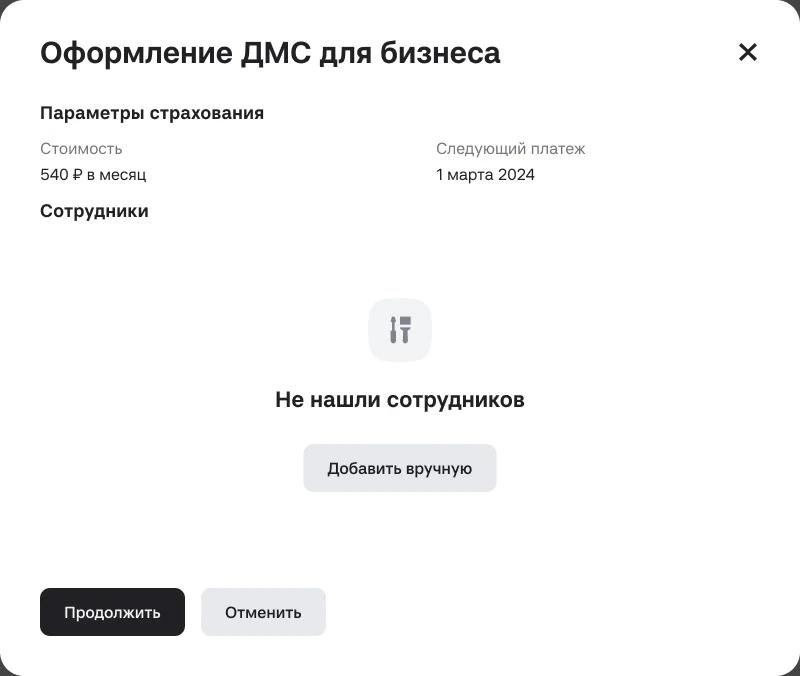 Оформление ДМС для бизнеса
Параметры страхования
Стоимость
540 ₽ в месяц
Следующий платеж
1 марта 2024
Сотрудники
Не нашли сотрудников
Добавить вручную
Продолжить
Отменить